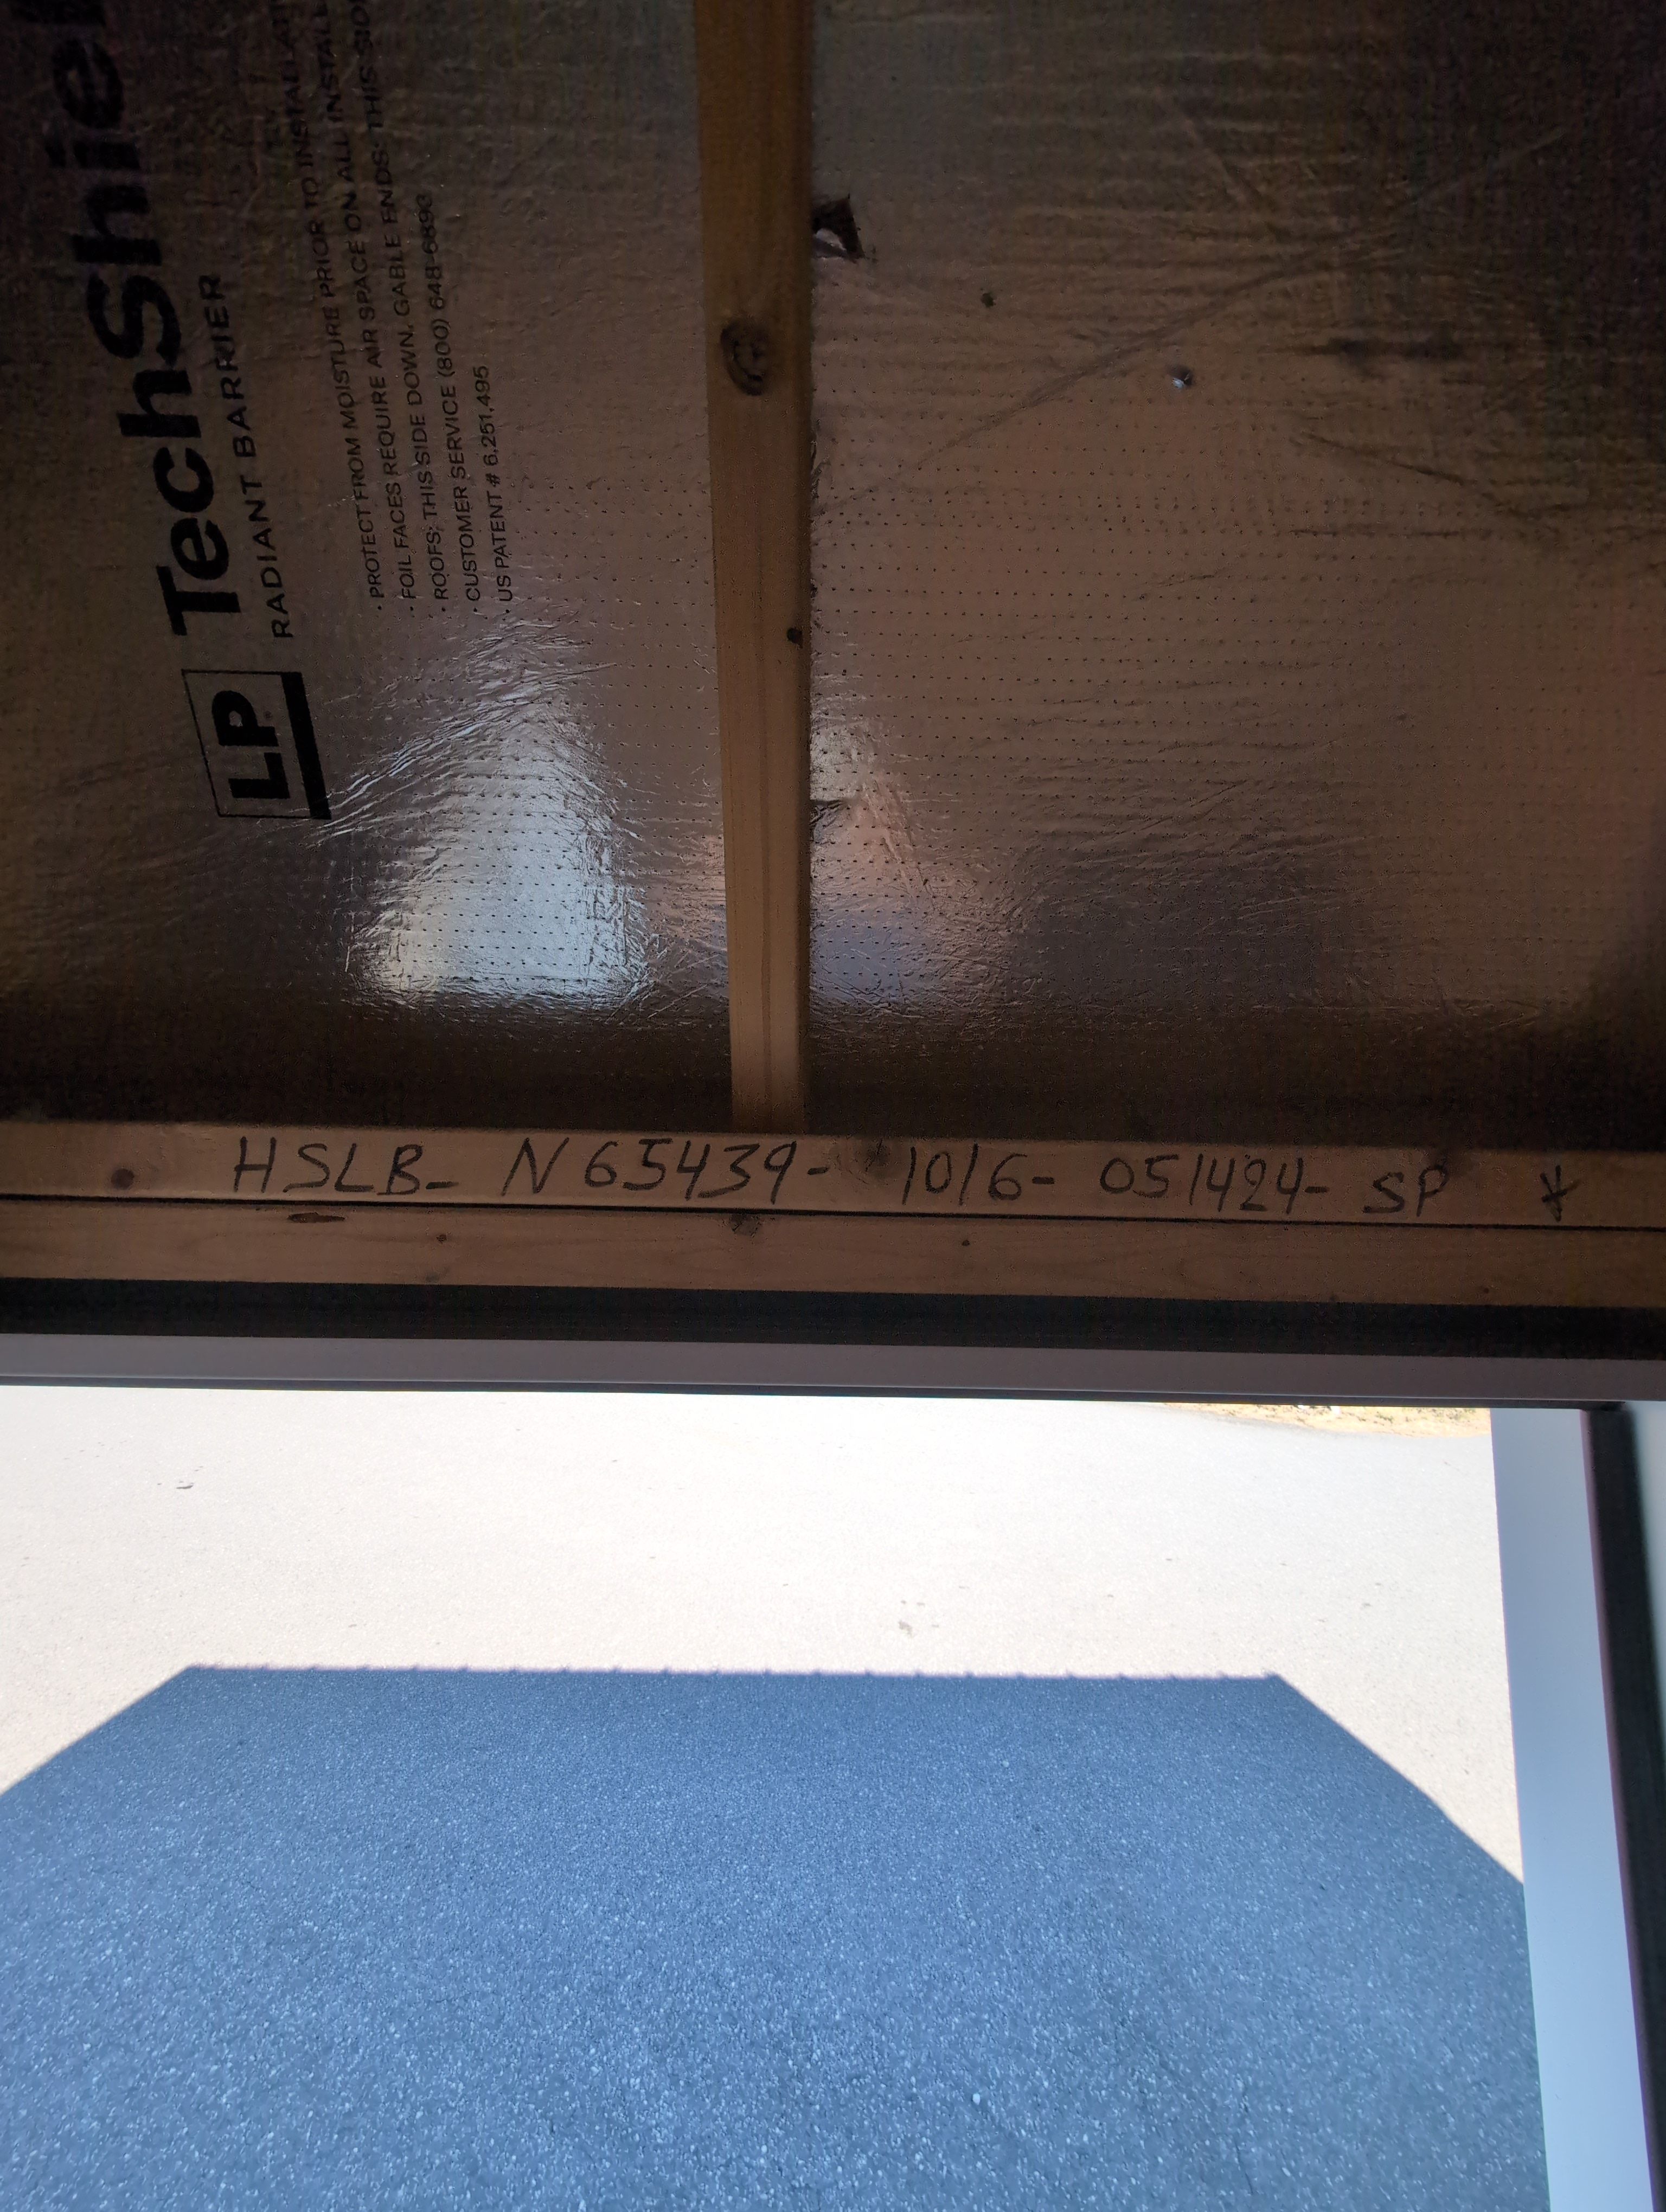 LP TechShiel
RADIANT BARRIER
· PROTECT FROM MOISTURE PRIOR TO INSTALLAT
· FOIL FACES REQUIRE AIR SPACE ON ALL INSTALL
· ROOFS: THIS SIDE DOWN. GABLE ENDS: THIS SID
· CUSTOMER SERVICE (800) 648-6893
· US PATENT # 6,251,495
HSLB- N65439- 1016- 051424- SP *